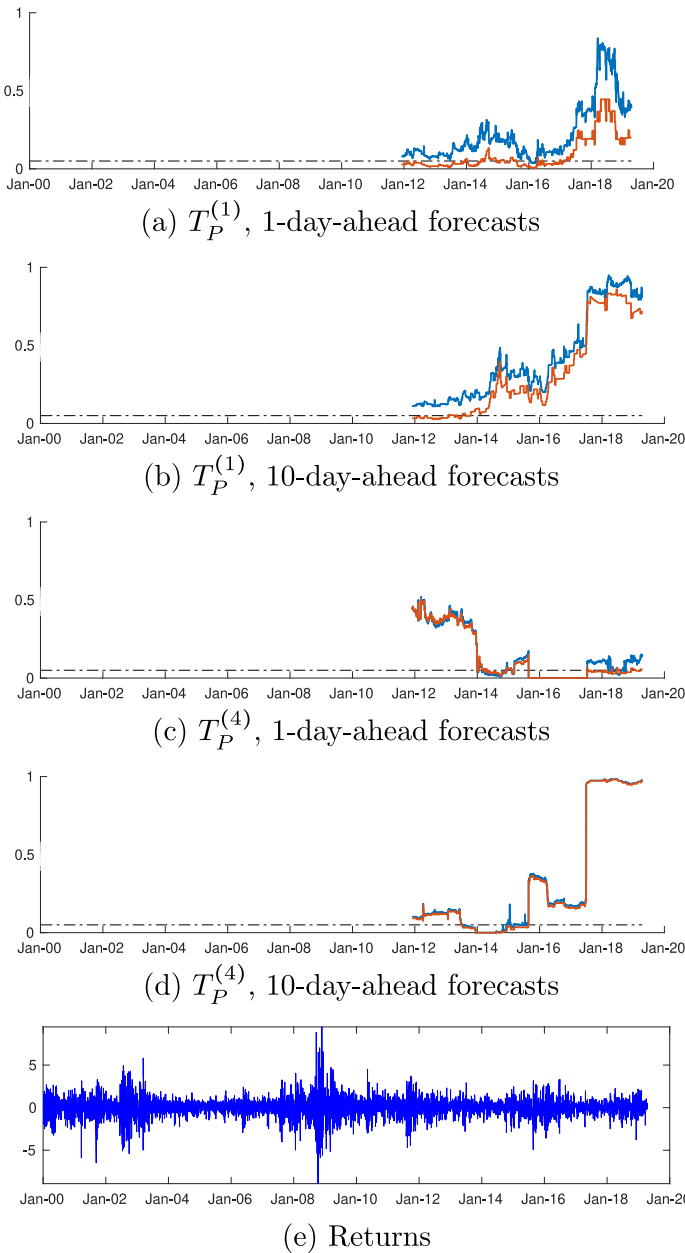 1
0.5
0
Jan-00 Jan-02 Jan-04 Jan-06 Jan-08 Jan-10 Jan-12 Jan-14 Jan-16 Jan-18 Jan-20
(a) T_P^(1), 1-day-ahead forecasts
1
0.5
0
Jan-00 Jan-02 Jan-04 Jan-06 Jan-08 Jan-10 Jan-12 Jan-14 Jan-16 Jan-18 Jan-20
(b) T_P^(1), 10-day-ahead forecasts
1
0.5
0
Jan-00 Jan-02 Jan-04 Jan-06 Jan-08 Jan-10 Jan-12 Jan-14 Jan-16 Jan-18 Jan-20
(c) T_P^(4), 1-day-ahead forecasts
1
0.5
0
Jan-00 Jan-02 Jan-04 Jan-06 Jan-08 Jan-10 Jan-12 Jan-14 Jan-16 Jan-18 Jan-20
(d) T_P^(4), 10-day-ahead forecasts
5
0
-5
Jan-00 Jan-02 Jan-04 Jan-06 Jan-08 Jan-10 Jan-12 Jan-14 Jan-16 Jan-18 Jan-2
(e) Returns